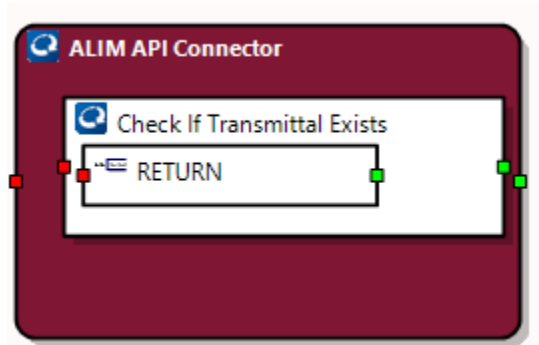 ALIM API Connector
Check If Transmittal Exists
RETURN